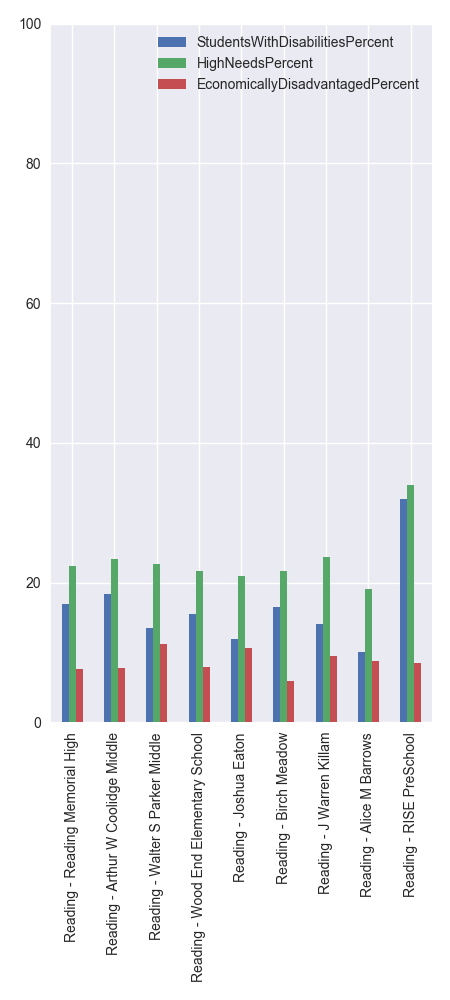 100
80
60
40
20
0
StudentsWithDisabilitiesPercent
HighNeedsPercent
EconomicallyDisadvantagedPercent
Reading - Reading Memorial High
Reading - Arthur W Coolidge Middle
Reading - Walter S Parker Middle
Reading - Wood End Elementary School
Reading - Joshua Eaton
Reading - Birch Meadow
Reading - J Warren Killam
Reading - Alice M Barrows
Reading - RISE PreSchool